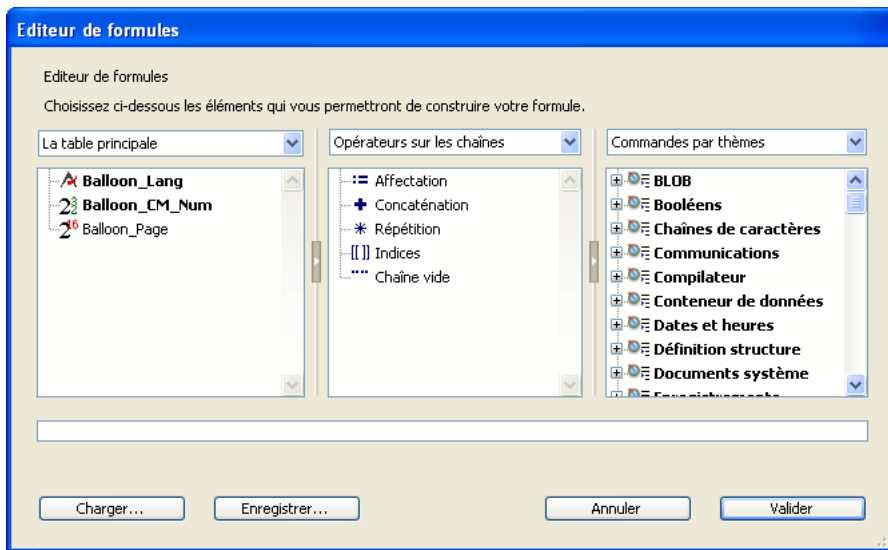 Editeur de formules
Editeur de formules
Choisissez ci-dessous les éléments qui vous permettront de construire votre formule.
La table principale
Opérateurs sur les chaînes
Commandes par thèmes
Balloon_Lang
Balloon_CM_Num
Balloon_Page
Affectation
Concaténation
Répétition
Indices
Chaîne vide
BLOB
Booléens
Chaînes de caractères
Communications
Compilateur
Conteneur de données
Dates et heures
Définition structure
Documents système
Enregistrements
Charger...
Enregistrer...
Annuler
Valider